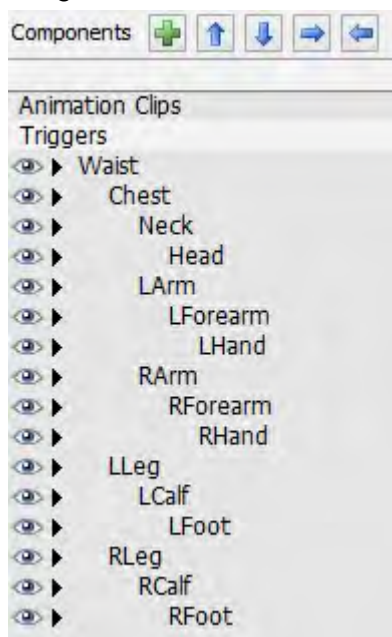 Components
Animation Clips
Triggers
Waist
Chest
Neck
Head
LArm
LForearm
LHand
RArm
RForearm
RHand
LLeg
LCalf
LFoot
RLeg
RCalf
RFoot